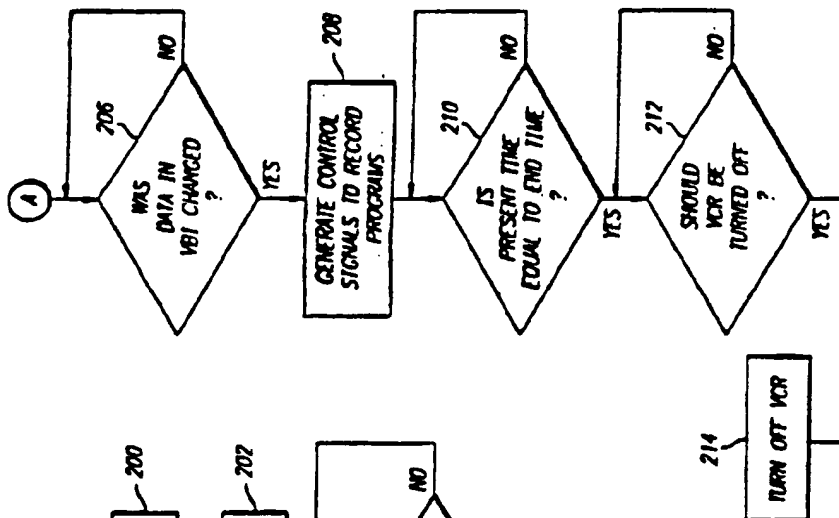 A
206
WAS
DATA IN
VBI CHANGED
?
NO
YES
208
GENERATE CONTROL
SIGNALS TO RECORD
PROGRAMS
210
IS
PRESENT TIME
EQUAL TO END TIME
?
NO
YES
212
SHOULD
VCR BE
TURNED OFF
?
NO
YES
200
202
NO
214
TURN OFF VCR